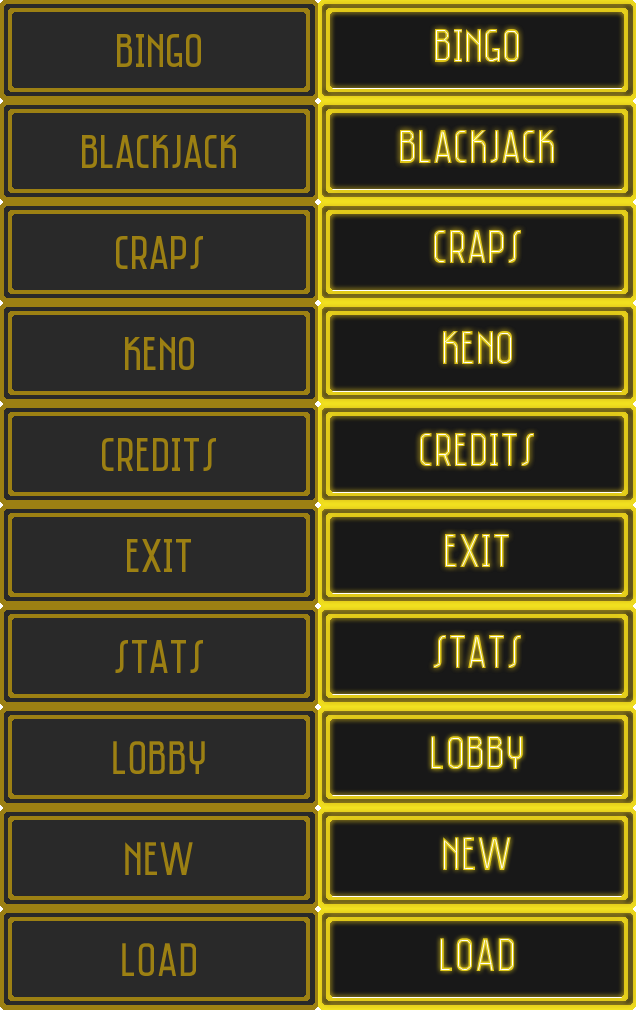 BINGO BINGO
BLACKJACK BLACKJACK
CRAPS CRAPS
KENO KENO
CREDITS CREDITS
EXIT EXIT
STATS STATS
LOBBY LOBBY
NEW NEW
LOAD LOAD